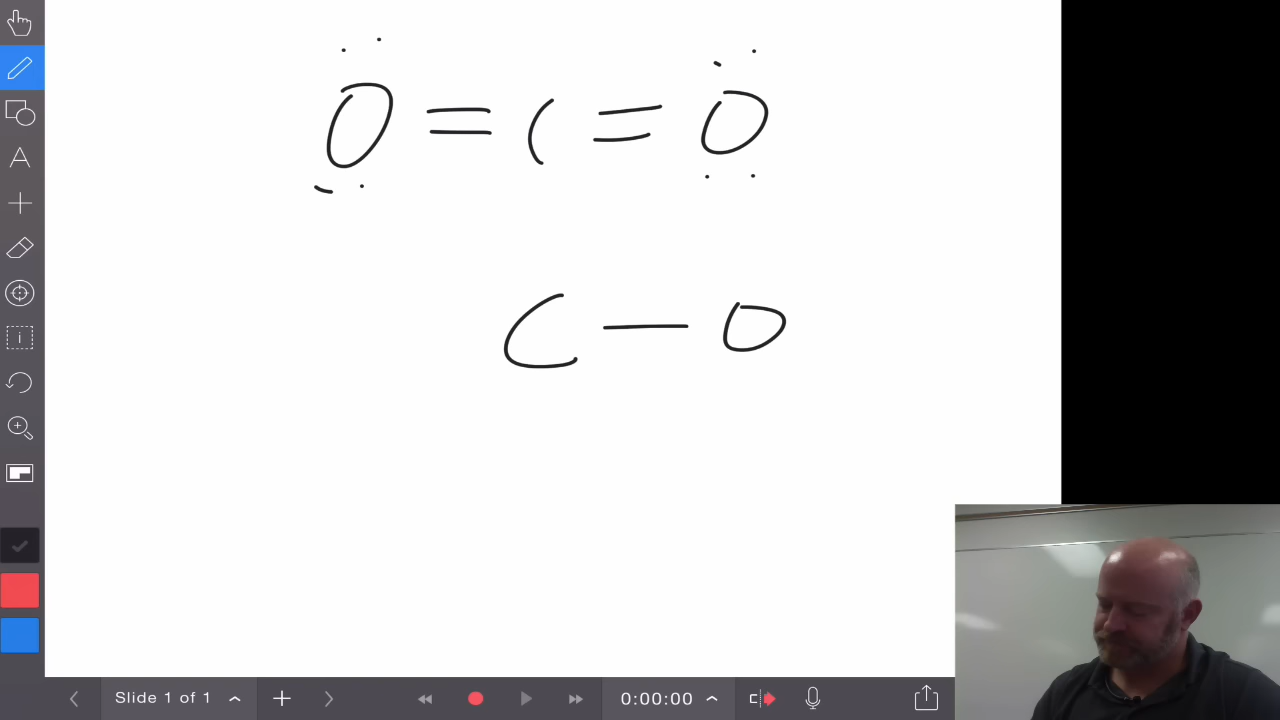 O = C = O
C — O
A
i
Slide 1 of 1
0:00:00